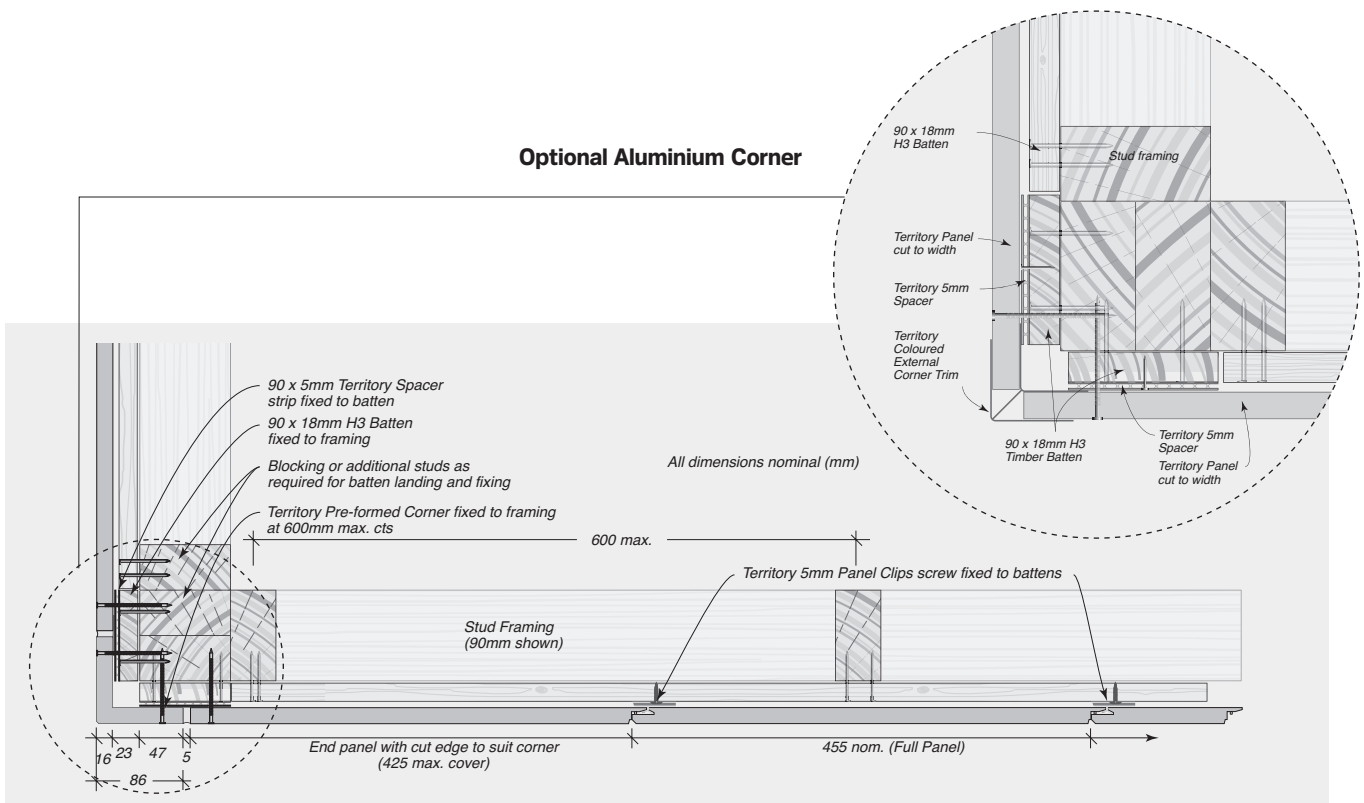 Optional Aluminium Corner
90 x 18mm
H3 Batten
Stud framing
Territory Panel
cut to width
Territory 5mm
Spacer
Territory
Coloured
External
Corner Trim
90 x 18mm H3
Timber Batten
Territory 5mm
Spacer
Territory Panel
cut to width
90 x 5mm Territory Spacer
strip fixed to batten
90 x 18mm H3 Batten
fixed to framing
Blocking or additional studs as
required for batten landing and fixing
Territory Pre-formed Corner fixed to framing
at 600mm max. cts
All dimensions nominal (mm)
600 max.
Territory 5mm Panel Clips screw fixed to battens
Stud Framing
(90mm shown)
16 23 47 5
86
End panel with cut edge to suit corner
(425 max. cover)
455 nom. (Full Panel)